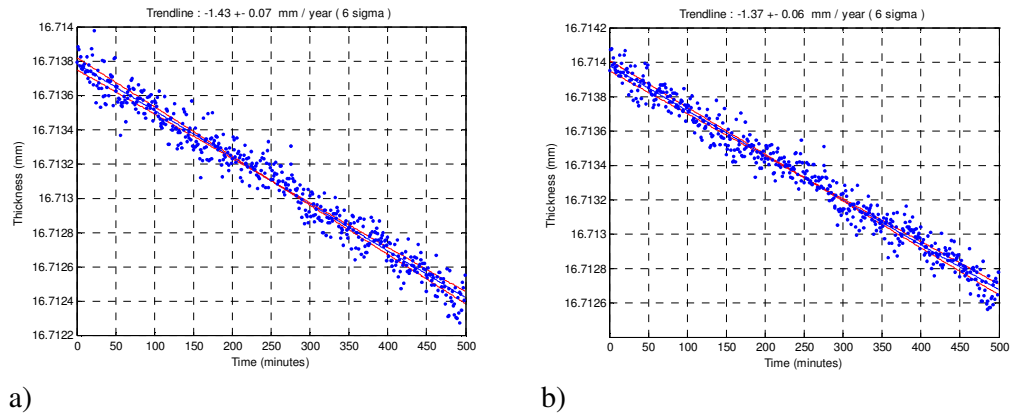 Trendline : -1.43 +- 0.07 mm / year ( 6 sigma )
16.714
16.7138
16.7136
16.7134
16.7132
16.713
16.7128
16.7126
16.7124
16.7122
Thickness (mm)
0 50 100 150 200 250 300 350 400 450 500
Time (minutes)
a)
Trendline : -1.37 +- 0.06 mm / year ( 6 sigma )
16.7142
16.714
16.7138
16.7136
16.7134
16.7132
16.713
16.7128
16.7126
Thickness (mm)
0 50 100 150 200 250 300 350 400 450 500
Time (minutes)
b)